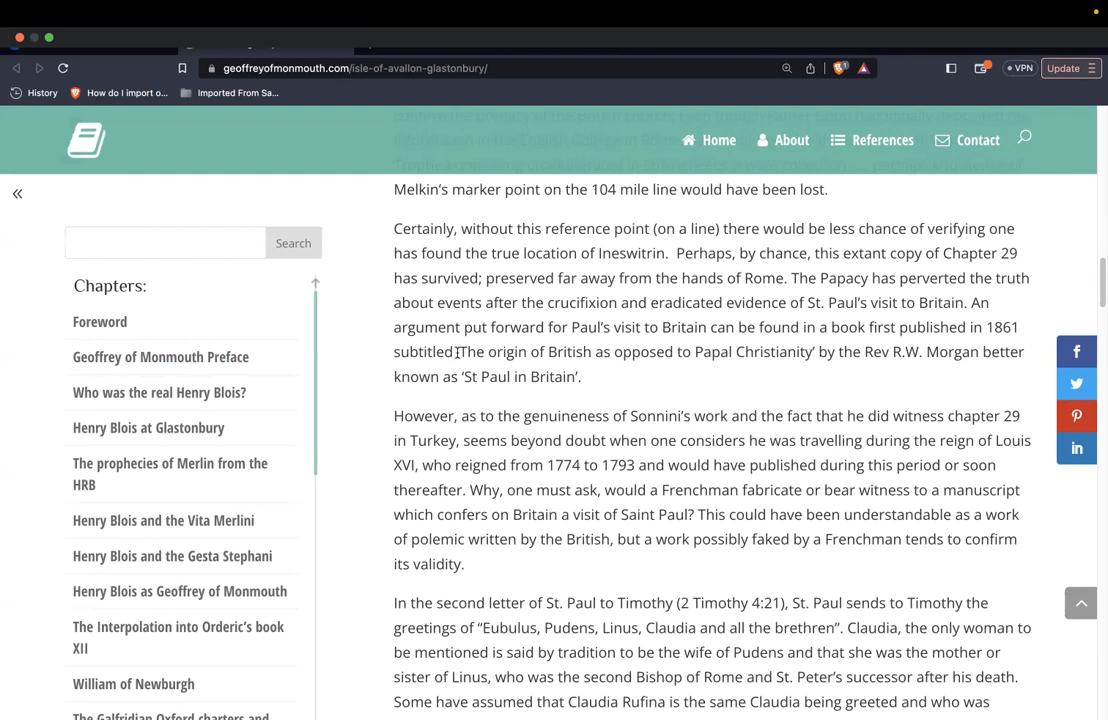 geoffreyofmonmouth.com/isle-of-avallon-glastonbury/
1
VPN
Update
History
How do I import o...
Imported From Sa...
Home
About
References
Contact
Search
Chapters:
Foreword
Geoffrey of Monmouth Preface
Who was the real Henry Blois?
Henry Blois at Glastonbury
The prophecies of Merlin from the
HRB
Henry Blois and the Vita Merlini
Henry Blois and the Gesta Stephani
Henry Blois as Geoffrey of Monmouth
The Interpolation into Orderic's book
XII
William of Newburgh
The Galfridian Oxford charters and
Melkin's marker point on the 104 mile line would have been lost.
Certainly, without this reference point (on a line) there would be less chance of verifying one
has found the true location of Ineswitrin.  Perhaps, by chance, this extant copy of Chapter 29
has survived; preserved far away from the hands of Rome. The Papacy has perverted the truth
about events after the crucifixion and eradicated evidence of St. Paul's visit to Britain. An
argument put forward for Paul's visit to Britain can be found in a book first published in 1861
subtitled 'The origin of British as opposed to Papal Christianity' by the Rev R.W. Morgan better
known as 'St Paul in Britain'.
However, as to the genuineness of Sonnini's work and the fact that he did witness chapter 29
in Turkey, seems beyond doubt when one considers he was travelling during the reign of Louis
XVI, who reigned from 1774 to 1793 and would have published during this period or soon
thereafter. Why, one must ask, would a Frenchman fabricate or bear witness to a manuscript
which confers on Britain a visit of Saint Paul? This could have been understandable as a work
of polemic written by the British, but a work possibly faked by a Frenchman tends to confirm
its validity.
In the second letter of St. Paul to Timothy (2 Timothy 4:21), St. Paul sends to Timothy the
greetings of "Eubulus, Pudens, Linus, Claudia and all the brethren". Claudia, the only woman to
be mentioned is said by tradition to be the wife of Pudens and that she was the mother or
sister of Linus, who was the second Bishop of Rome and St. Peter's successor after his death.
Some have assumed that Claudia Rufina is the same Claudia being greeted and who was